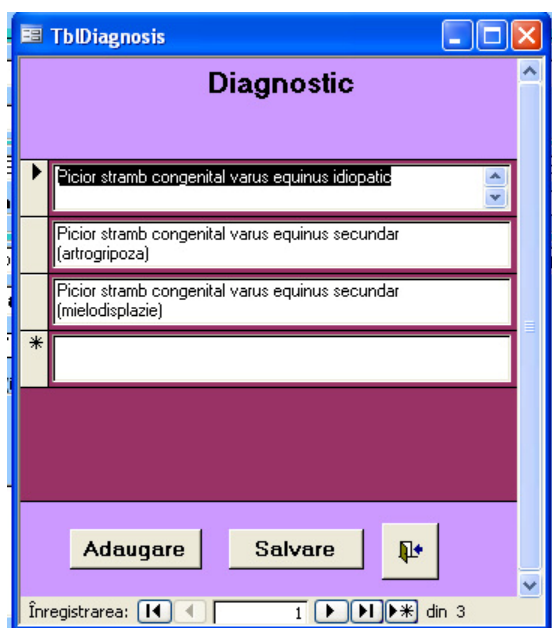 TblDiagnosis
Diagnostic
Picior stramb congenital varus equinus idiopatic
Picior stramb congenital varus equinus secundar
(artrogripoza)
Picior stramb congenital varus equinus secundar
(mielodisplazie)
Adaugare Salvare
Înregistrarea: 1 din 3